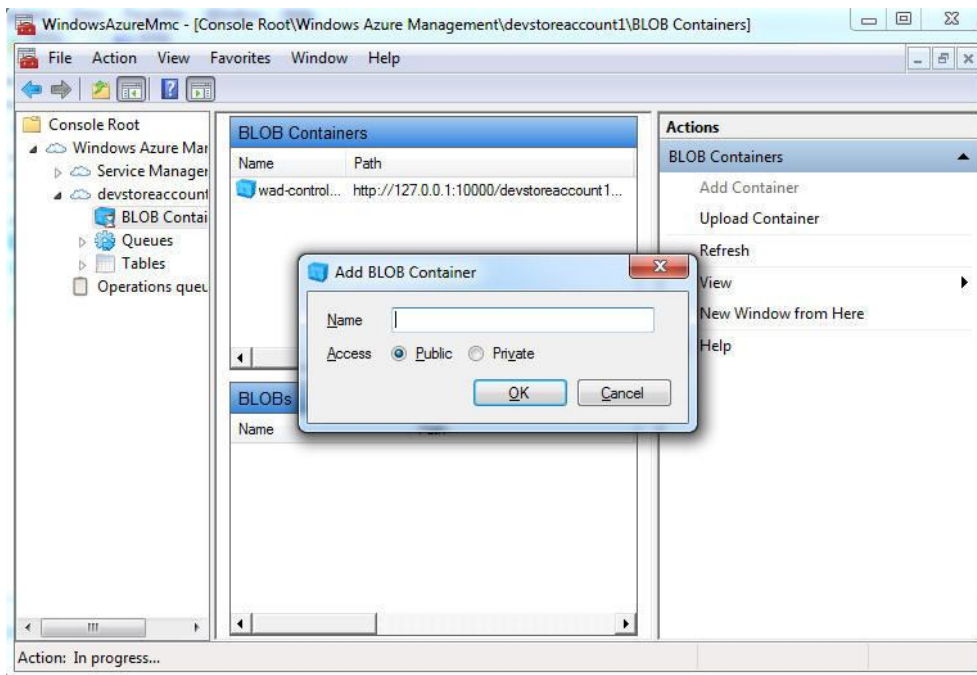 WindowsAzureMmc - [Console Root\Windows Azure Management\devstoreaccount1\BLOB Containers]
File Action View Favorites Window Help
Console Root
Windows Azure Mar
Service Manager
devstoreaccount
BLOB Contai
Queues
Tables
Operations queu
BLOB Containers
Name Path
wad-control... http://127.0.0.1:10000/devstoreaccount1...
Add BLOB Container
Name
Access Public Private
OK Cancel
BLOBs
Name
Actions
BLOB Containers
Add Container
Upload Container
Refresh
View
New Window from Here
Help
Action: In progress...